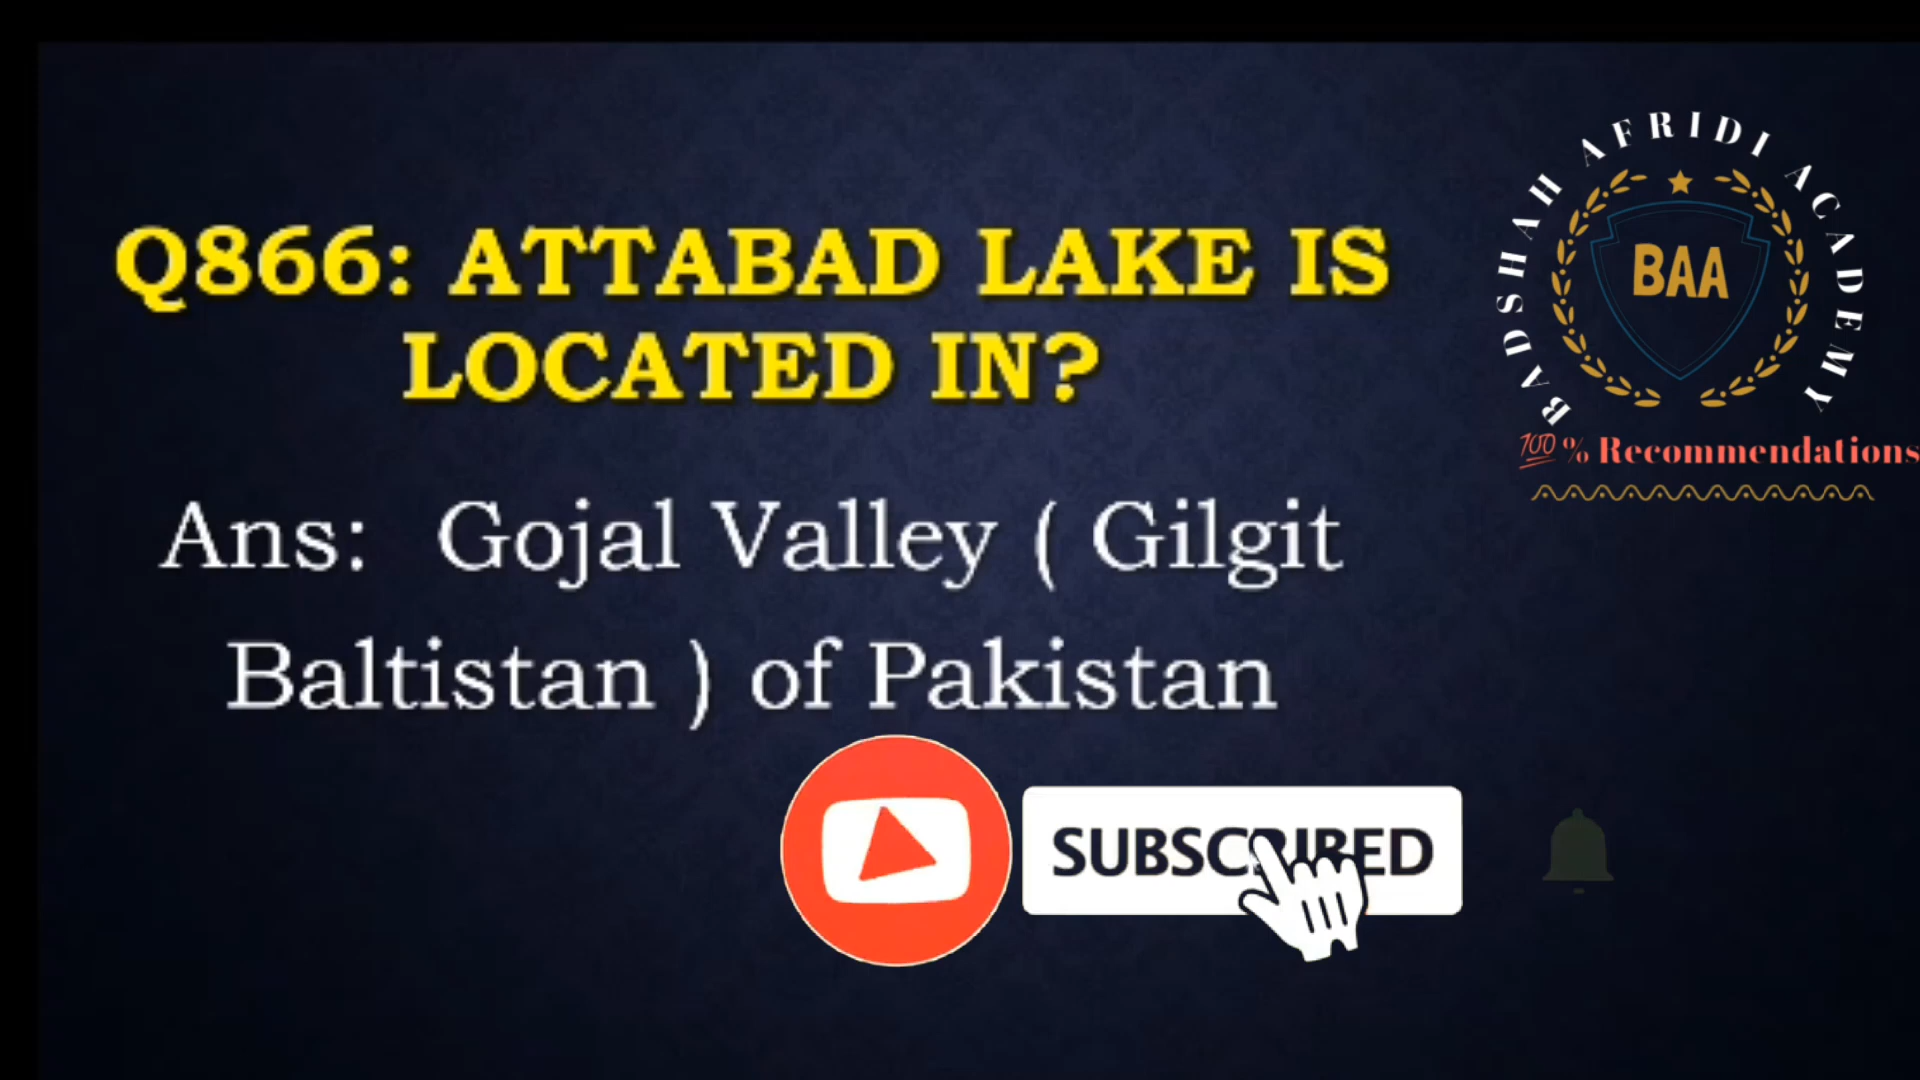 Q866: ATTABAD LAKE IS
LOCATED IN?
Ans: Gojal Valley ( Gilgit
Baltistan ) of Pakistan
BADSHAH AFRIDI ACADEMY
BAA
100 % Recommendations
SUBSCRIBED